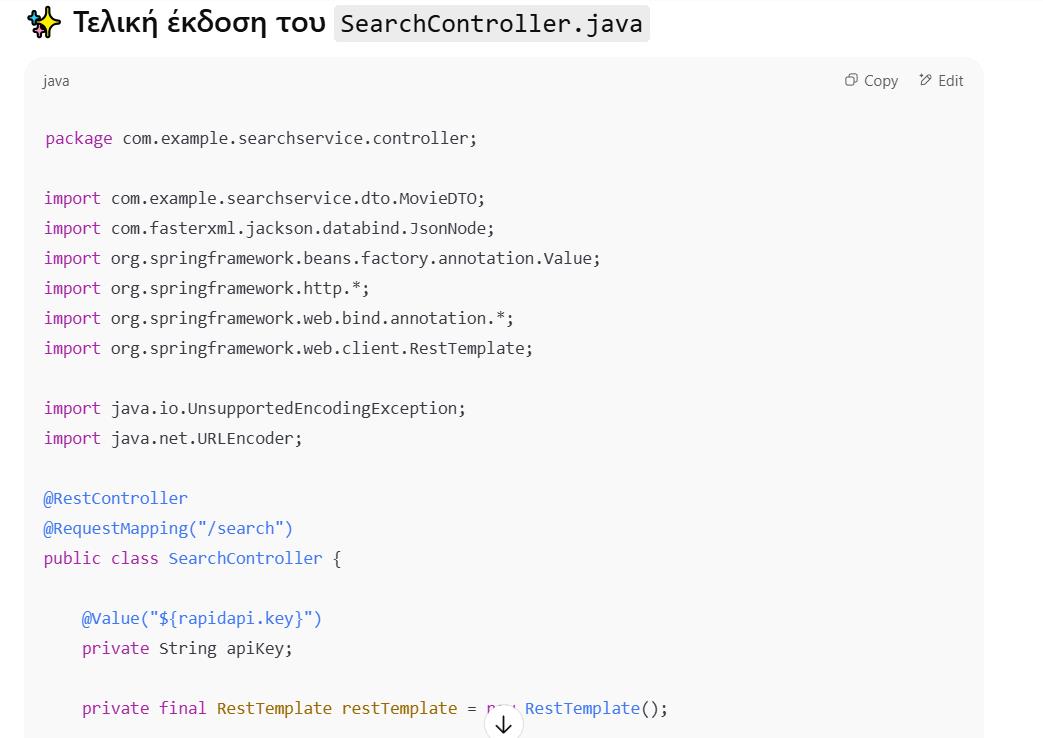 ✨ Τελική έκδοση του SearchController.java
java
Copy
Edit
package com.example.searchservice.controller;
import com.example.searchservice.dto.MovieDTO;
import com.fasterxml.jackson.databind.JsonNode;
import org.springframework.beans.factory.annotation.Value;
import org.springframework.http.*;
import org.springframework.web.bind.annotation.*;
import org.springframework.web.client.RestTemplate;
import java.io.UnsupportedEncodingException;
import java.net.URLEncoder;
@RestController
@RequestMapping("/search")
public class SearchController {
@Value("${rapidapi.key}")
private String apiKey;
private final RestTemplate restTemplate = RestTemplate();